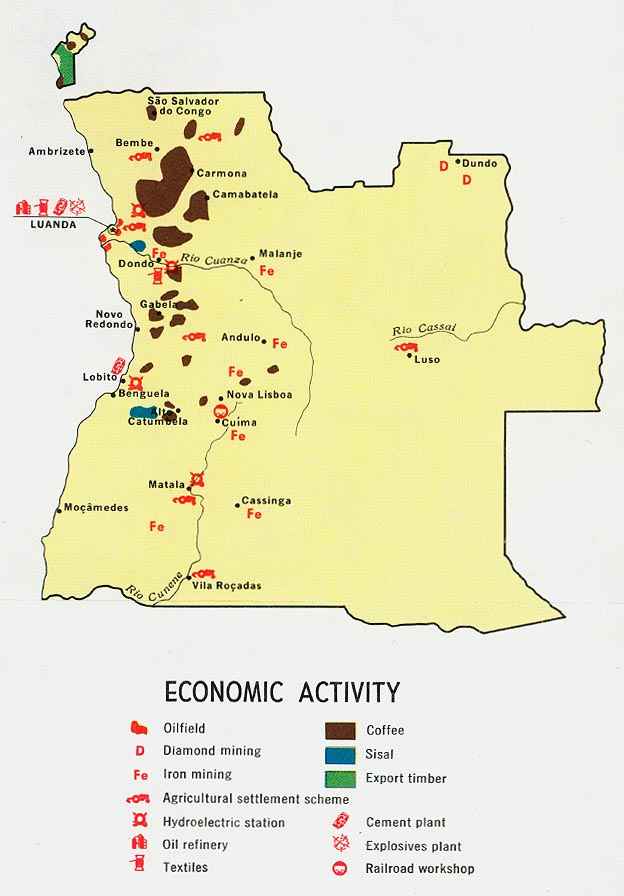 São Salvador
do Congo
Ambrizete
Bembe
Carmona
Camabatela
D
Dundo
D
LUANDA
Fe
Dondo
Rio Cuanza
Malanje
Fe
Gabela
Novo
Redondo
Andulo
Fe
Rio Cassai
Luso
Fe
Lobito
Benguela
Nova Lisboa
Alto
Catumbela
Cuima
Fe
Matala
Cassinga
Fe
Moçâmedes
Fe
Rio Cunene
Vila Roçadas
ECONOMIC ACTIVITY
Oilfield
D Diamond mining
Fe Iron mining
Agricultural settlement scheme
Hydroelectric station
Oil refinery
Textiles
Coffee
Sisal
Export timber
Cement plant
Explosives plant
Railroad workshop